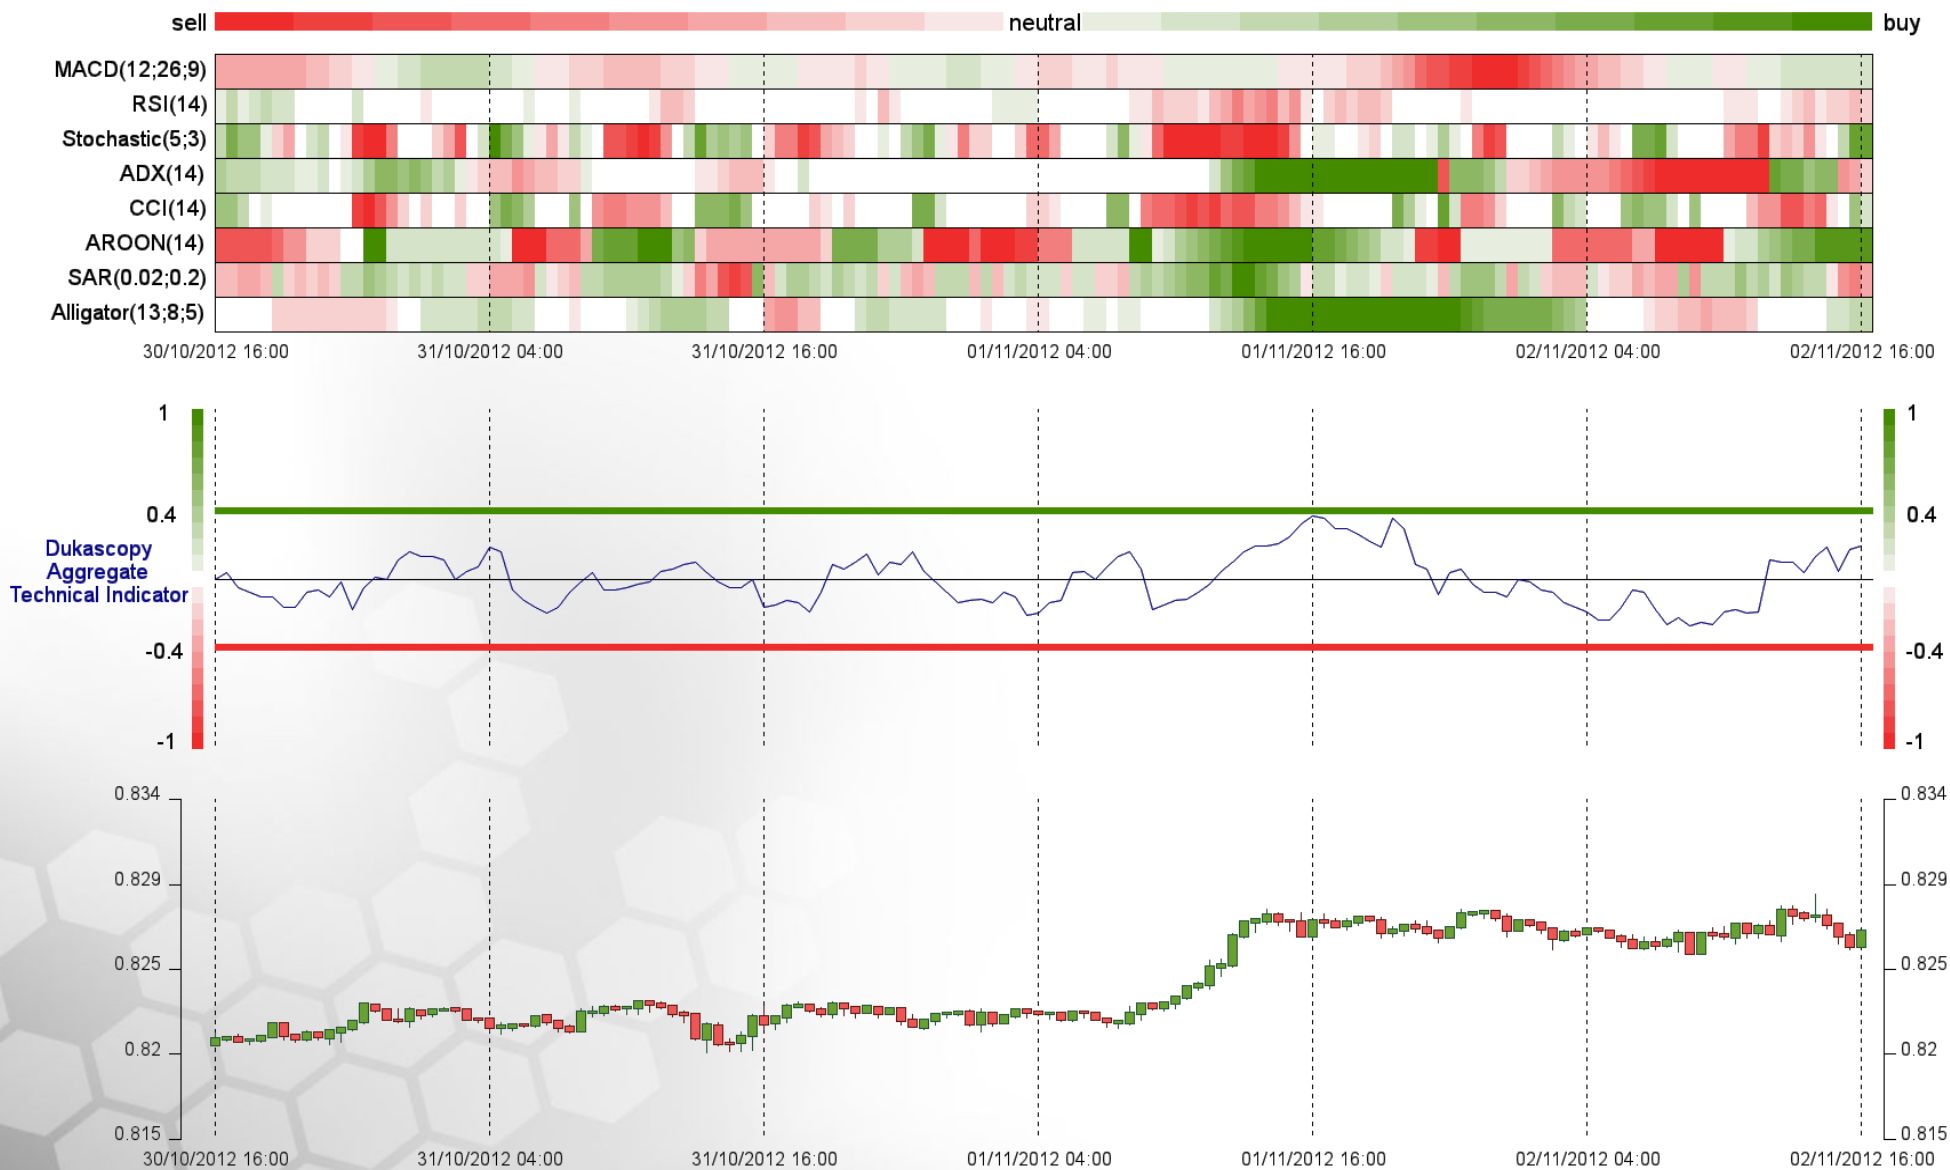 sell neutral buy
MACD(12;26;9)
RSI(14)
Stochastic(5;3)
ADX(14)
CCI(14)
AROON(14)
SAR(0.02;0.2)
Alligator(13;8;5)
30/10/2012 16:00 31/10/2012 04:00 31/10/2012 16:00 01/11/2012 04:00 01/11/2012 16:00 02/11/2012 04:00 02/11/2012 16:00
1 1
0.4 0.4
Dukascopy
Aggregate
Technical Indicator
-0.4 -0.4
-1 -1
0.834 0.834
0.829 0.829
0.825 0.825
0.82 0.82
0.815 0.815
30/10/2012 16:00 31/10/2012 04:00 31/10/2012 16:00 01/11/2012 04:00 01/11/2012 16:00 02/11/2012 04:00 02/11/2012 16:00